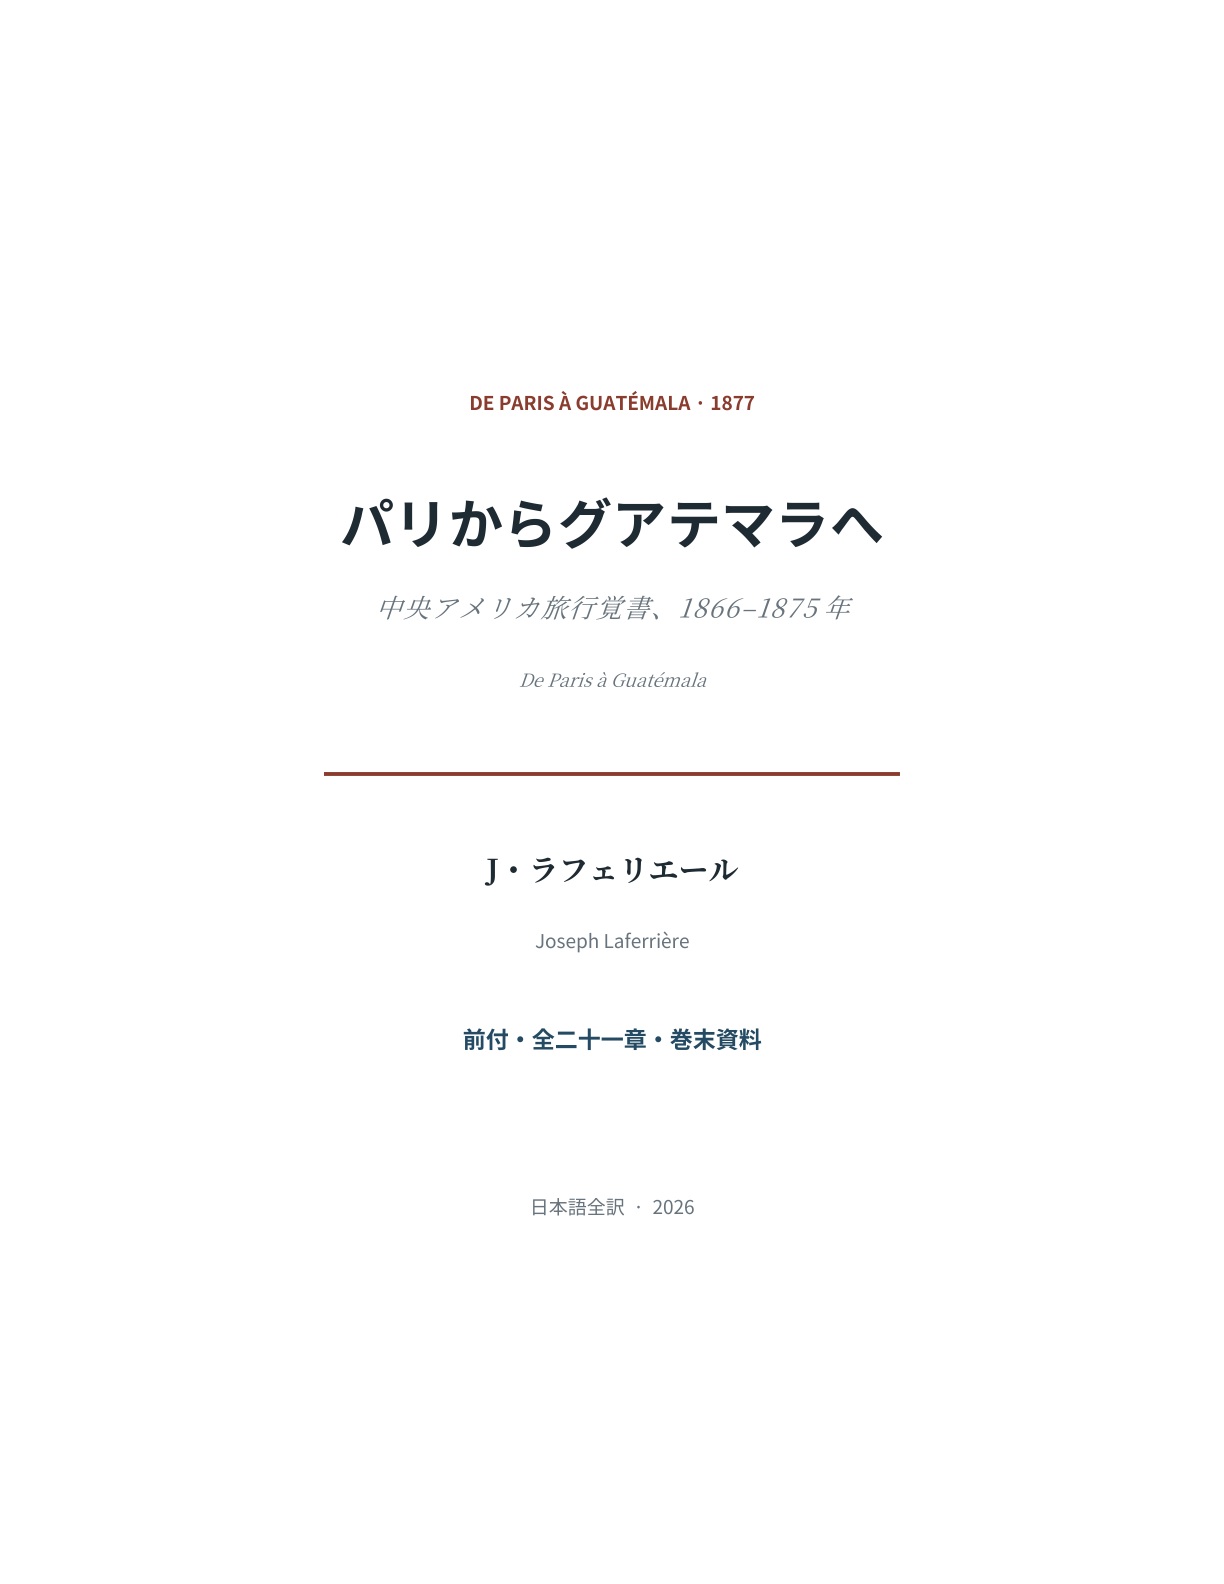 DE PARIS À GUATÉMALA · 1877
パリからグアテマラへ
中央アメリカ旅行覚書、1866–1875 年
De Paris à Guatémala
J・ラフェリエール
Joseph Laferrière
前付・全二十一章・巻末資料
日本語全訳 · 2026